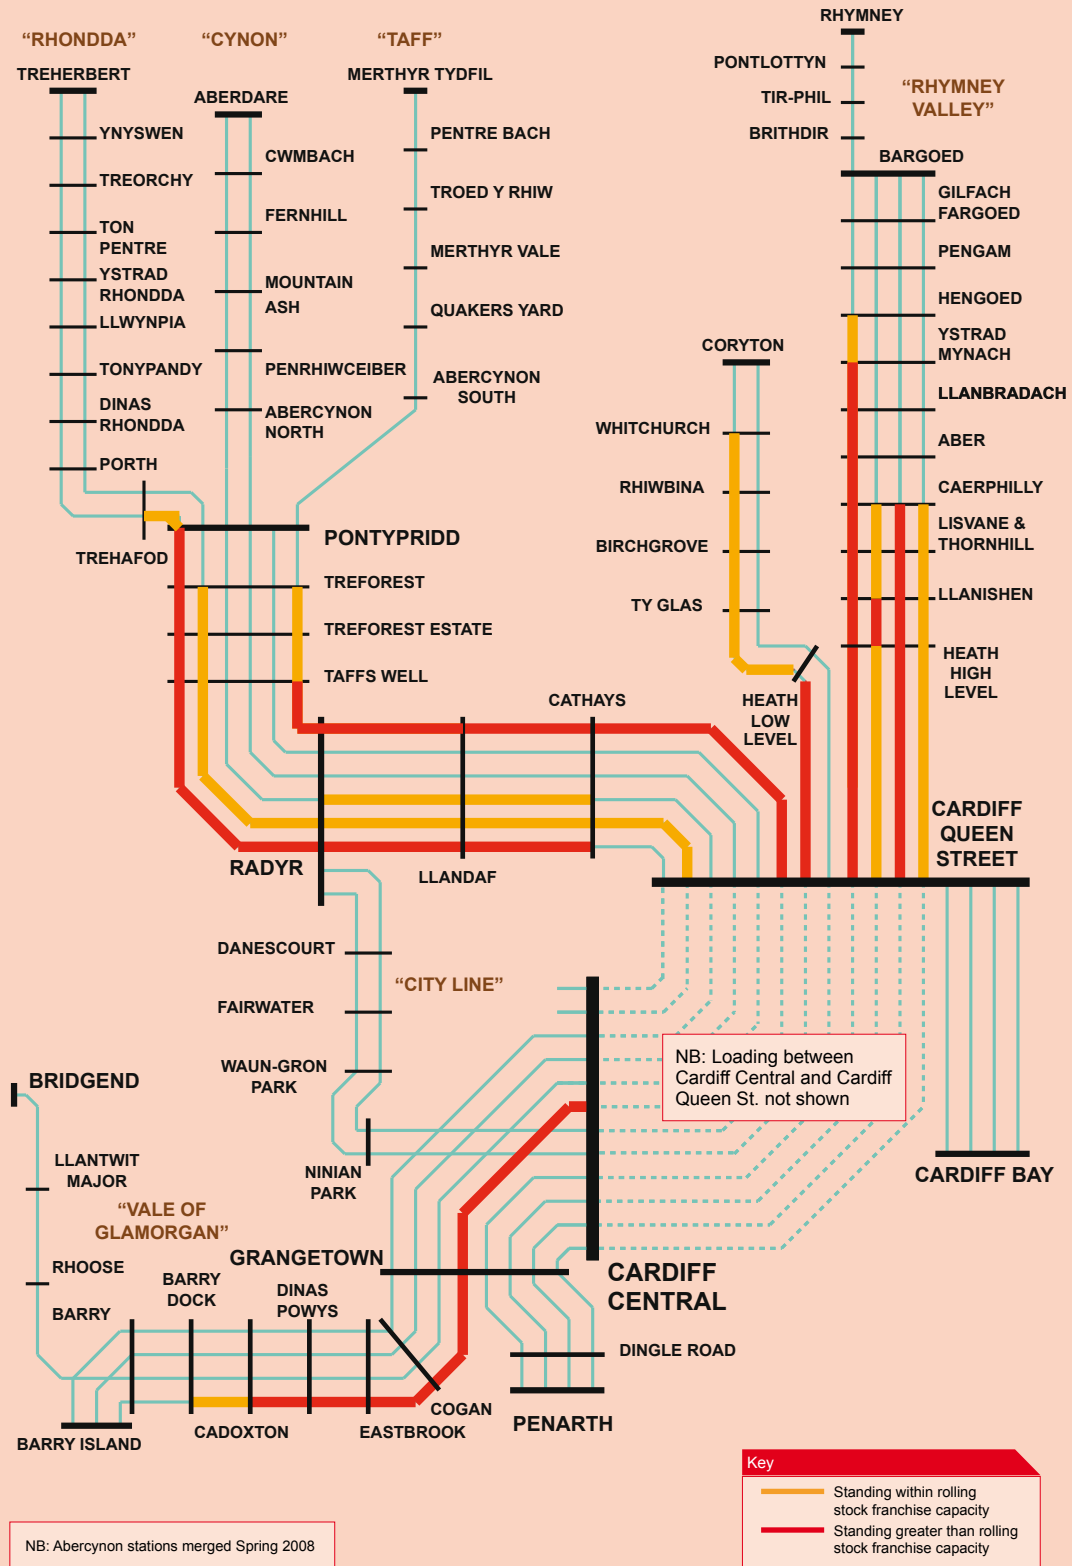 RHYMNEY
"RHONDDA"
"CYNON"
"TAFF"
PONTLOTTYN
TREHERBERT
MERTHYR TYDFIL
"RHYMNEY
VALLEY"
ABERDARE
TIR-PHIL
YNYSWEN
PENTRE BACH
BRITHDIR
CWMBACH
BARGOED
TREORCHY
TROED Y RHIW
GILFACH
FARGOED
FERNHILL
TON
PENTRE
MERTHYR VALE
PENGAM
YSTRAD
RHONDDA
MOUNTAIN
ASH
HENGOED
LLWYNPIA
QUAKERS YARD
YSTRAD
MYNACH
CORYTON
TONYPANDY
PENRHIWCEIBER
ABERCYNON
SOUTH
LLANBRADACH
DINAS
RHONDDA
ABERCYNON
NORTH
WHITCHURCH
ABER
PORTH
RHIWBINA
CAERPHILLY
PONTYPRIDD
LISVANE &
THORNHILL
TREHAFOD
BIRCHGROVE
TREFOREST
LLANISHEN
TY GLAS
TREFOREST ESTATE
HEATH
HIGH
LEVEL
TAFFS WELL
CATHAYS
HEATH
LOW
LEVEL
CARDIFF
QUEEN
STREET
RADYR
LLANDAF
DANESCOURT
"CITY LINE"
FAIRWATER
NB: Loading between
Cardiff Central and Cardiff
Queen St. not shown
WAUN-GRON
PARK
BRIDGEND
LLANTWIT
MAJOR
NINIAN
PARK
CARDIFF BAY
"VALE OF
GLAMORGAN"
GRANGETOWN
RHOOSE
BARRY
DOCK
DINAS
POWYS
CARDIFF
CENTRAL
BARRY
DINGLE ROAD
COGAN
PENARTH
CADOXTON
EASTBROOK
BARRY ISLAND
Key
Standing within rolling
stock franchise capacity
Standing greater than rolling
stock franchise capacity
NB: Abercynon stations merged Spring 2008